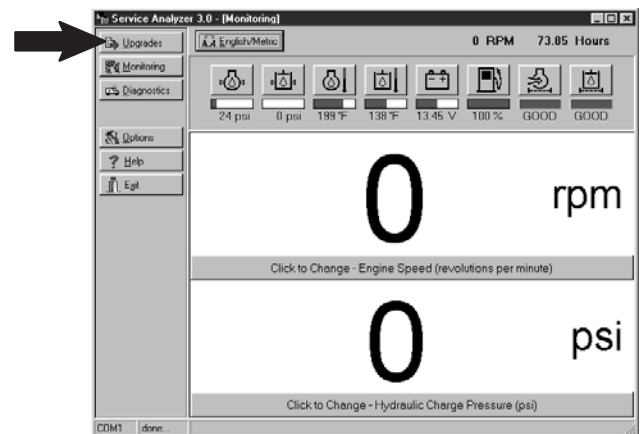 Service Analyzer 3.0 - [Monitoring]
Upgrades
English/Metric
0 RPM 73.05 Hours
Monitoring
Diagnostics
24 psi 0 psi 199°F 138°F 13.45 V 100 % GOOD GOOD
Options
Help
Exit
0 rpm
Click to Change - Engine Speed (revolutions per minute)
0 psi
Click to Change - Hydraulic Charge Pressure (psi)
COM1 done...